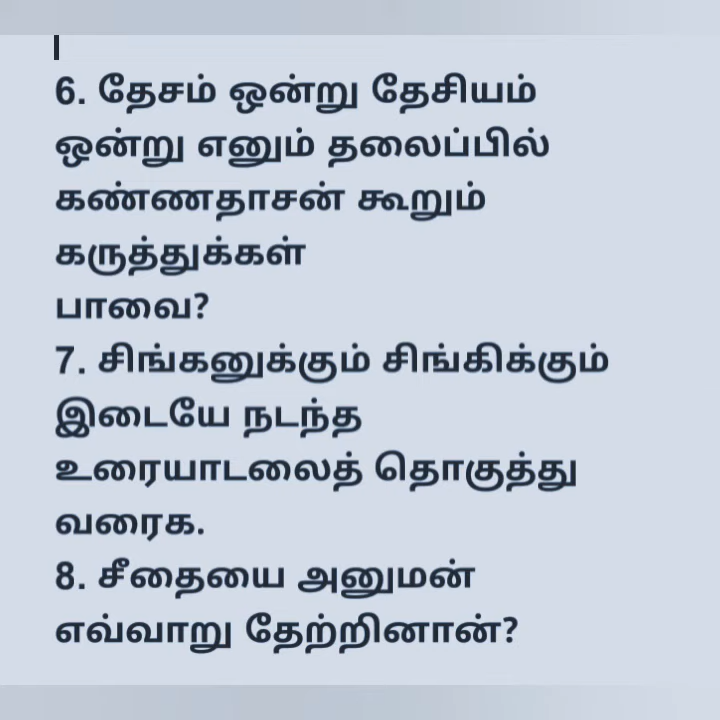 6. தேசம் ஒன்று தேசியம்
ஒன்று எனும் தலைப்பில்
கண்ணதாசன் கூறும்
கருத்துக்கள்
பாவை?
7. சிங்கனுக்கும் சிங்கிக்கும்
இடையே நடந்த
உரையாடலைத் தொகுத்து
வரைக.
8. சீதையை அனுமன்
எவ்வாறு தேற்றினான்?